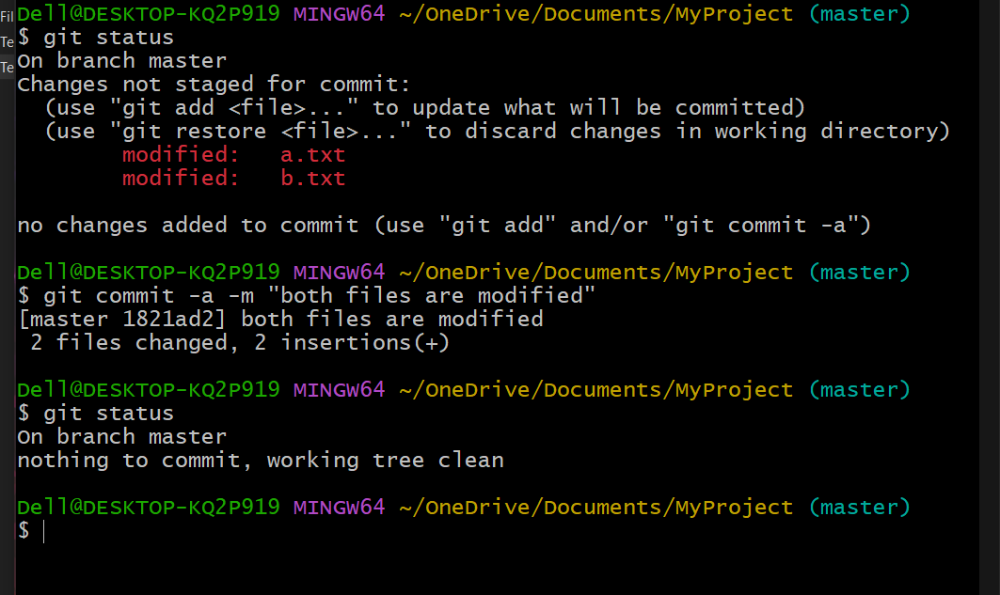 Fil
Te
Te
Dell@DESKTOP-KQ2P919 MINGW64 ~/OneDrive/Documents/MyProject (master)
$ git status
On branch master
Changes not staged for commit:
  (use "git add <file>..." to update what will be committed)
  (use "git restore <file>..." to discard changes in working directory)
        modified:   a.txt
        modified:   b.txt

no changes added to commit (use "git add" and/or "git commit -a")

Dell@DESKTOP-KQ2P919 MINGW64 ~/OneDrive/Documents/MyProject (master)
$ git commit -a -m "both files are modified"
[master 1821ad2] both files are modified
 2 files changed, 2 insertions(+)

Dell@DESKTOP-KQ2P919 MINGW64 ~/OneDrive/Documents/MyProject (master)
$ git status
On branch master
nothing to commit, working tree clean

Dell@DESKTOP-KQ2P919 MINGW64 ~/OneDrive/Documents/MyProject (master)
$